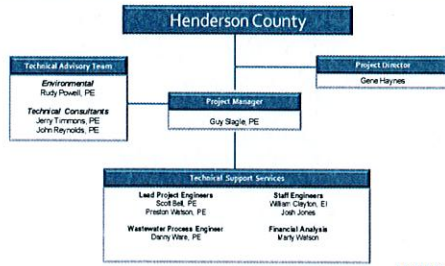 Henderson County
Technical Advisory Team
Environmental
Rudy Powell, PE
Technical Consultants
Jerry Timmons, PE
John Reynolds, PE
Project Director
Gene Haynes
Project Manager
Guy Slagle, PE
Technical Support Services
Lead Project Engineers
Scott Bell, PE
Preston Watson, PE
Wastewater Process Engineer
Danny Ware, PE
Staff Engineers
William Clayton, EI
Josh Jones
Financial Analysis
Marty Watson